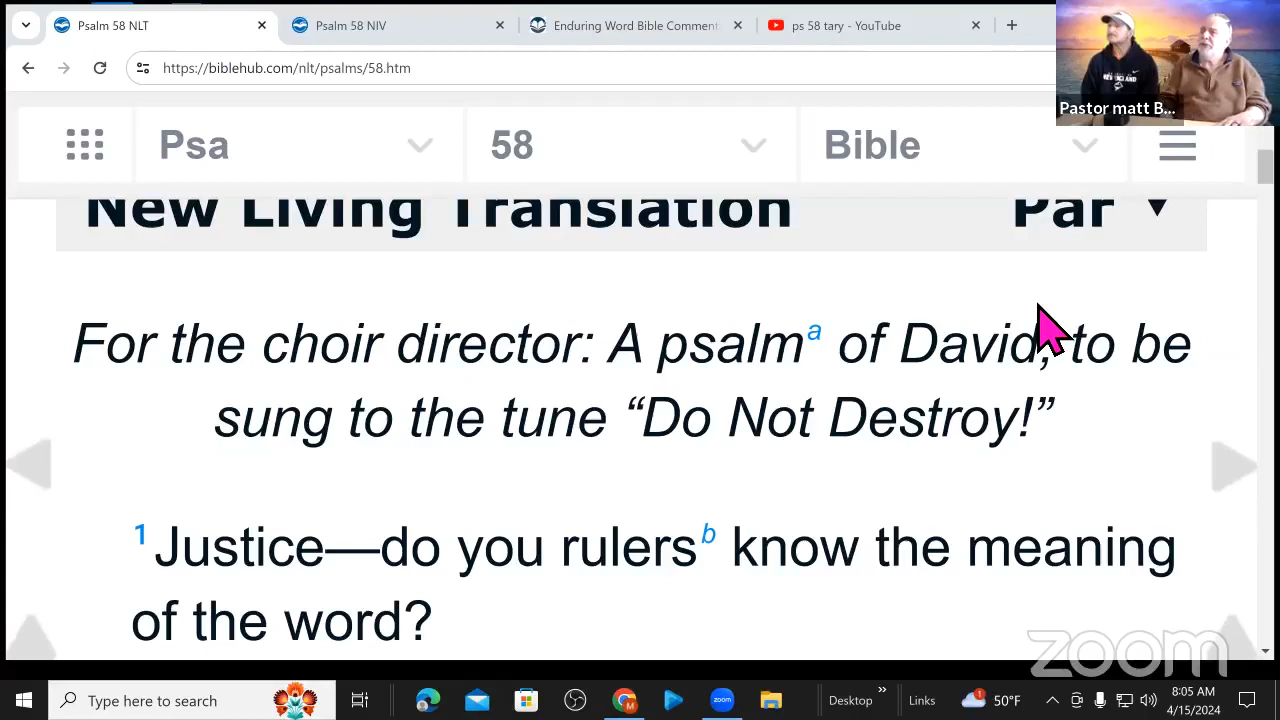 Psalm 58 NLT
Psalm 58 NIV
Enduring Word Bible Comment
ps 58 tary - YouTube
https://biblehub.com/nlt/psalms/58.htm
Pastor matt B...
Psa
58
Bible
New Living Translation
Par ▼
For the choir director: A psalm a of David, to be
sung to the tune “Do Not Destroy!”
1 Justice—do you rulers b know the meaning
of the word?
zoom
Type here to search
zoom
Desktop
Links
1
50°F
8:05 AM
4/15/2024